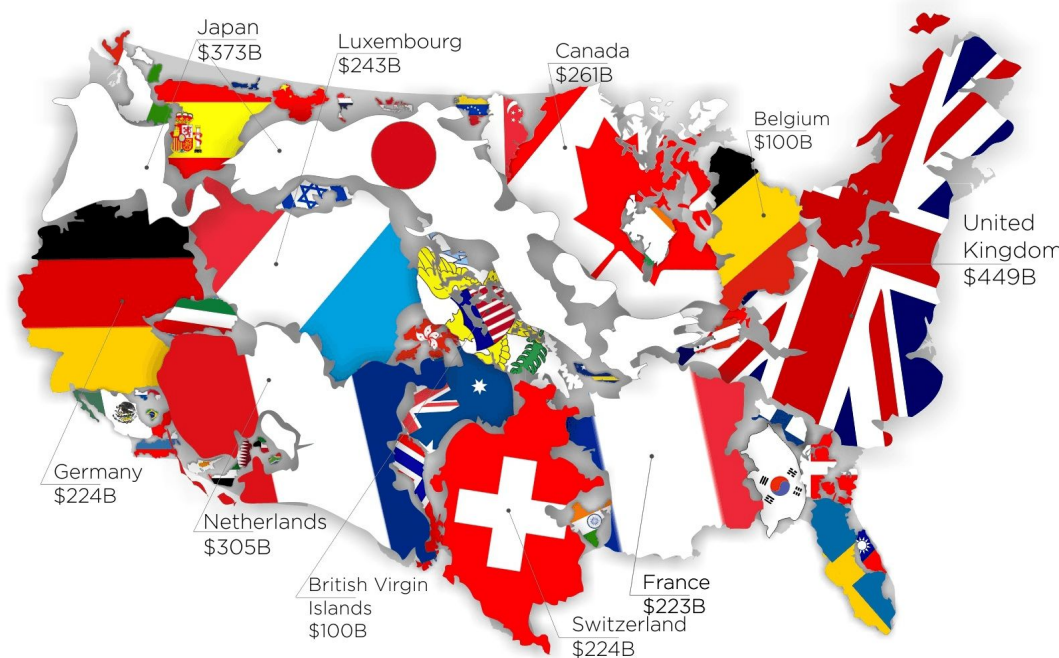 Japan
$373B
Luxembourg
$243B
Canada
$261B
Belgium
$100B
United
Kingdom
$449B
Germany
$224B
Netherlands
$305B
British Virgin
Islands
$100B
France
$223B
Switzerland
$224B